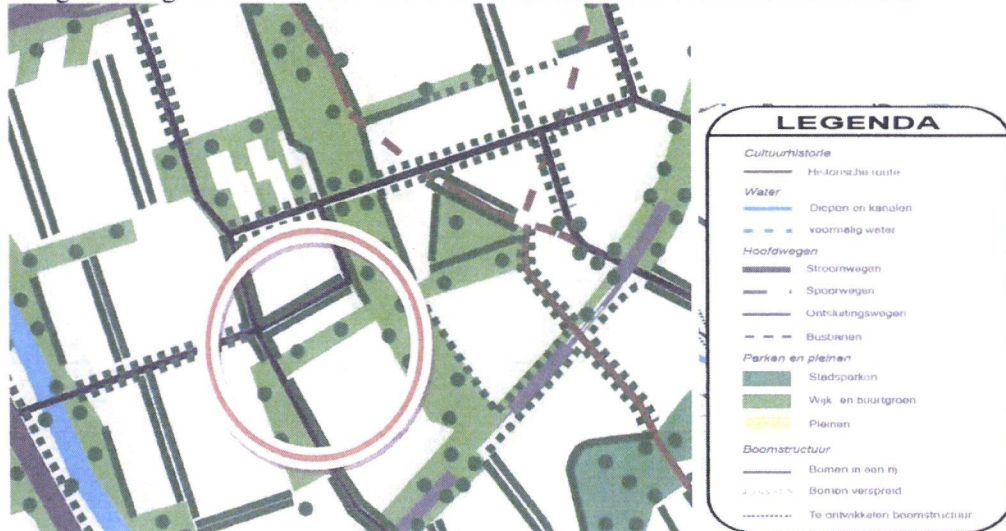 LEGENDA
Cultuurhistorie
Historische route
Water
Diepen en kanalen
voormalig water
Hoofdwegen
Stroomwegen
Spoorwegen
Ontsluitingswegen
Busbanen
Parken en pleinen
Stadsparken
Wijk en buurtgroen
Pleinen
Boomstructuur
Bomen in een rij
Bomen verspreid
Te ontwikkelen boomstructuur